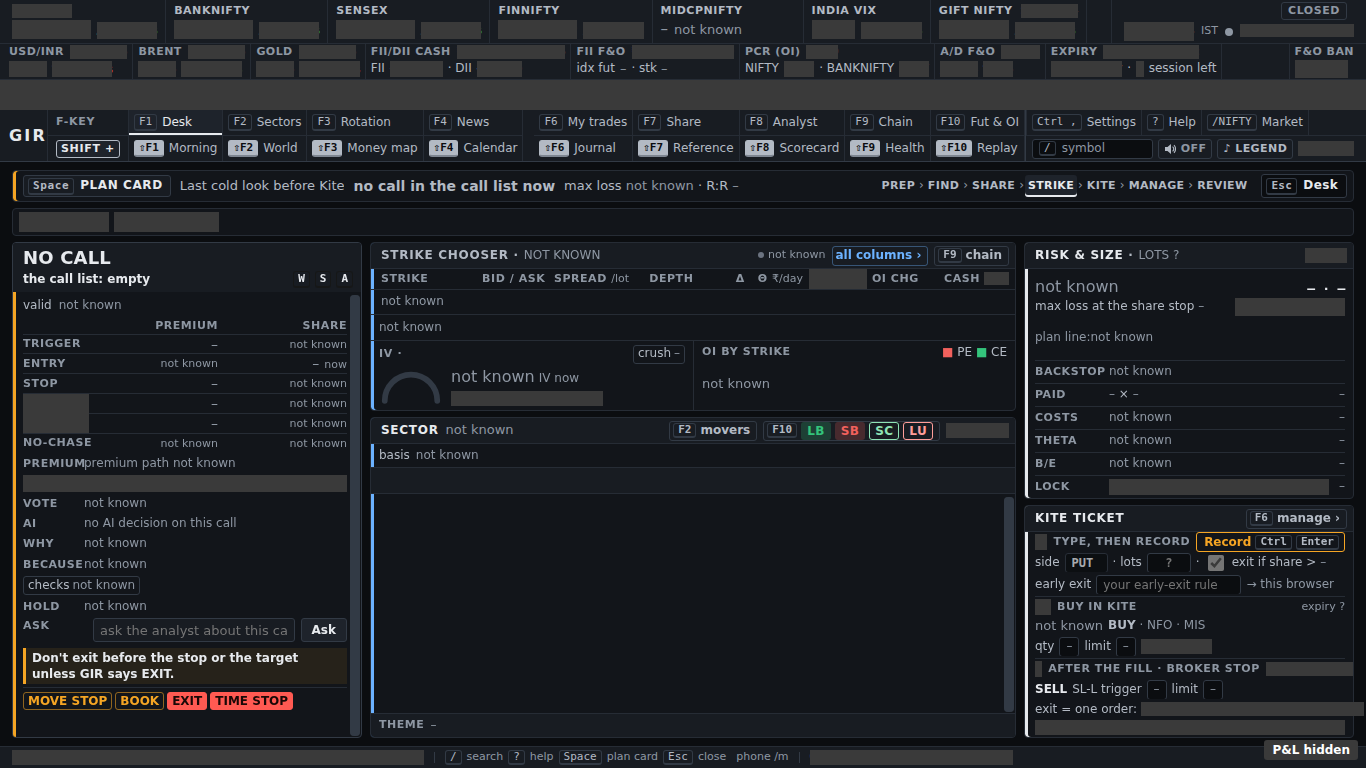 BANKNIFTY SENSEX FINNIFTY MIDCPNIFTY INDIA VIX GIFT NIFTY CLOSED
– not known IST
USD/INR BRENT GOLD FII/DII CASH FII F&O PCR (OI) A/D F&O EXPIRY F&O BAN
FII · DII idx fut – · stk – NIFTY · BANKNIFTY · session left
GIR F-KEY F1 Desk F2 Sectors F3 Rotation F4 News F6 My trades F7 Share F8 Analyst F9 Chain F10 Fut & OI Ctrl , Settings ? Help /NIFTY Market
SHIFT + ⇧F1 Morning ⇧F2 World ⇧F3 Money map ⇧F4 Calendar ⇧F6 Journal ⇧F7 Reference ⇧F8 Scorecard ⇧F9 Health ⇧F10 Replay / symbol OFF ♪ LEGEND
Space PLAN CARD Last cold look before Kite no call in the call list now max loss not known · R:R – PREP › FIND › SHARE › STRIKE › KITE › MANAGE › REVIEW Esc Desk
NO CALL
the call list: empty W S A
valid not known
PREMIUM SHARE
TRIGGER – not known
ENTRY not known – now
STOP – not known
– not known
– not known
NO-CHASE not known not known
PREMIUM premium path not known
VOTE not known
AI no AI decision on this call
WHY not known
BECAUSE not known
checks not known
HOLD not known
ASK ask the analyst about this ca Ask
Don't exit before the stop or the target
unless GIR says EXIT.
MOVE STOP BOOK EXIT TIME STOP
STRIKE CHOOSER · NOT KNOWN not known all columns › F9 chain
STRIKE BID / ASK SPREAD /lot DEPTH Δ Θ ₹/day OI CHG CASH
not known
not known
IV · crush – OI BY STRIKE PE CE
not known IV now not known
SECTOR not known F2 movers F10 LB SB SC LU
basis not known
THEME –
RISK & SIZE · LOTS ?
not known – · –
max loss at the share stop –
plan line:not known
BACKSTOP not known
PAID – × – –
COSTS not known –
THETA not known –
B/E not known –
LOCK –
KITE TICKET F6 manage ›
TYPE, THEN RECORD Record Ctrl Enter
side PUT · lots ? · exit if share > –
early exit your early-exit rule → this browser
BUY IN KITE expiry ?
not known BUY · NFO · MIS
qty – limit –
AFTER THE FILL · BROKER STOP
SELL SL-L trigger – limit –
exit = one order:
/ search ? help Space plan card Esc close phone /m
P&L hidden